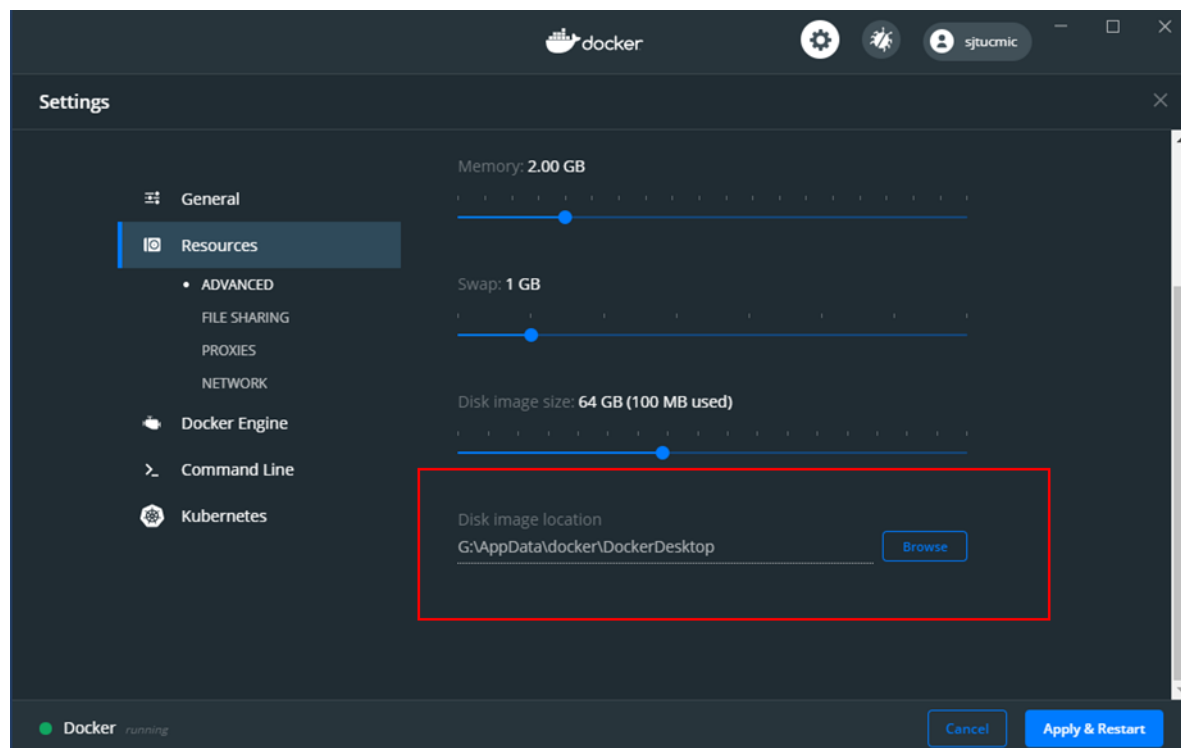 docker
sjtucmic
Settings
General
Resources
ADVANCED
FILE SHARING
PROXIES
NETWORK
Docker Engine
Command Line
Kubernetes
Memory: 2.00 GB
Swap: 1 GB
Disk image size: 64 GB (100 MB used)
Disk image location
G:\AppData\docker\DockerDesktop
Browse
Docker running
Cancel
Apply & Restart